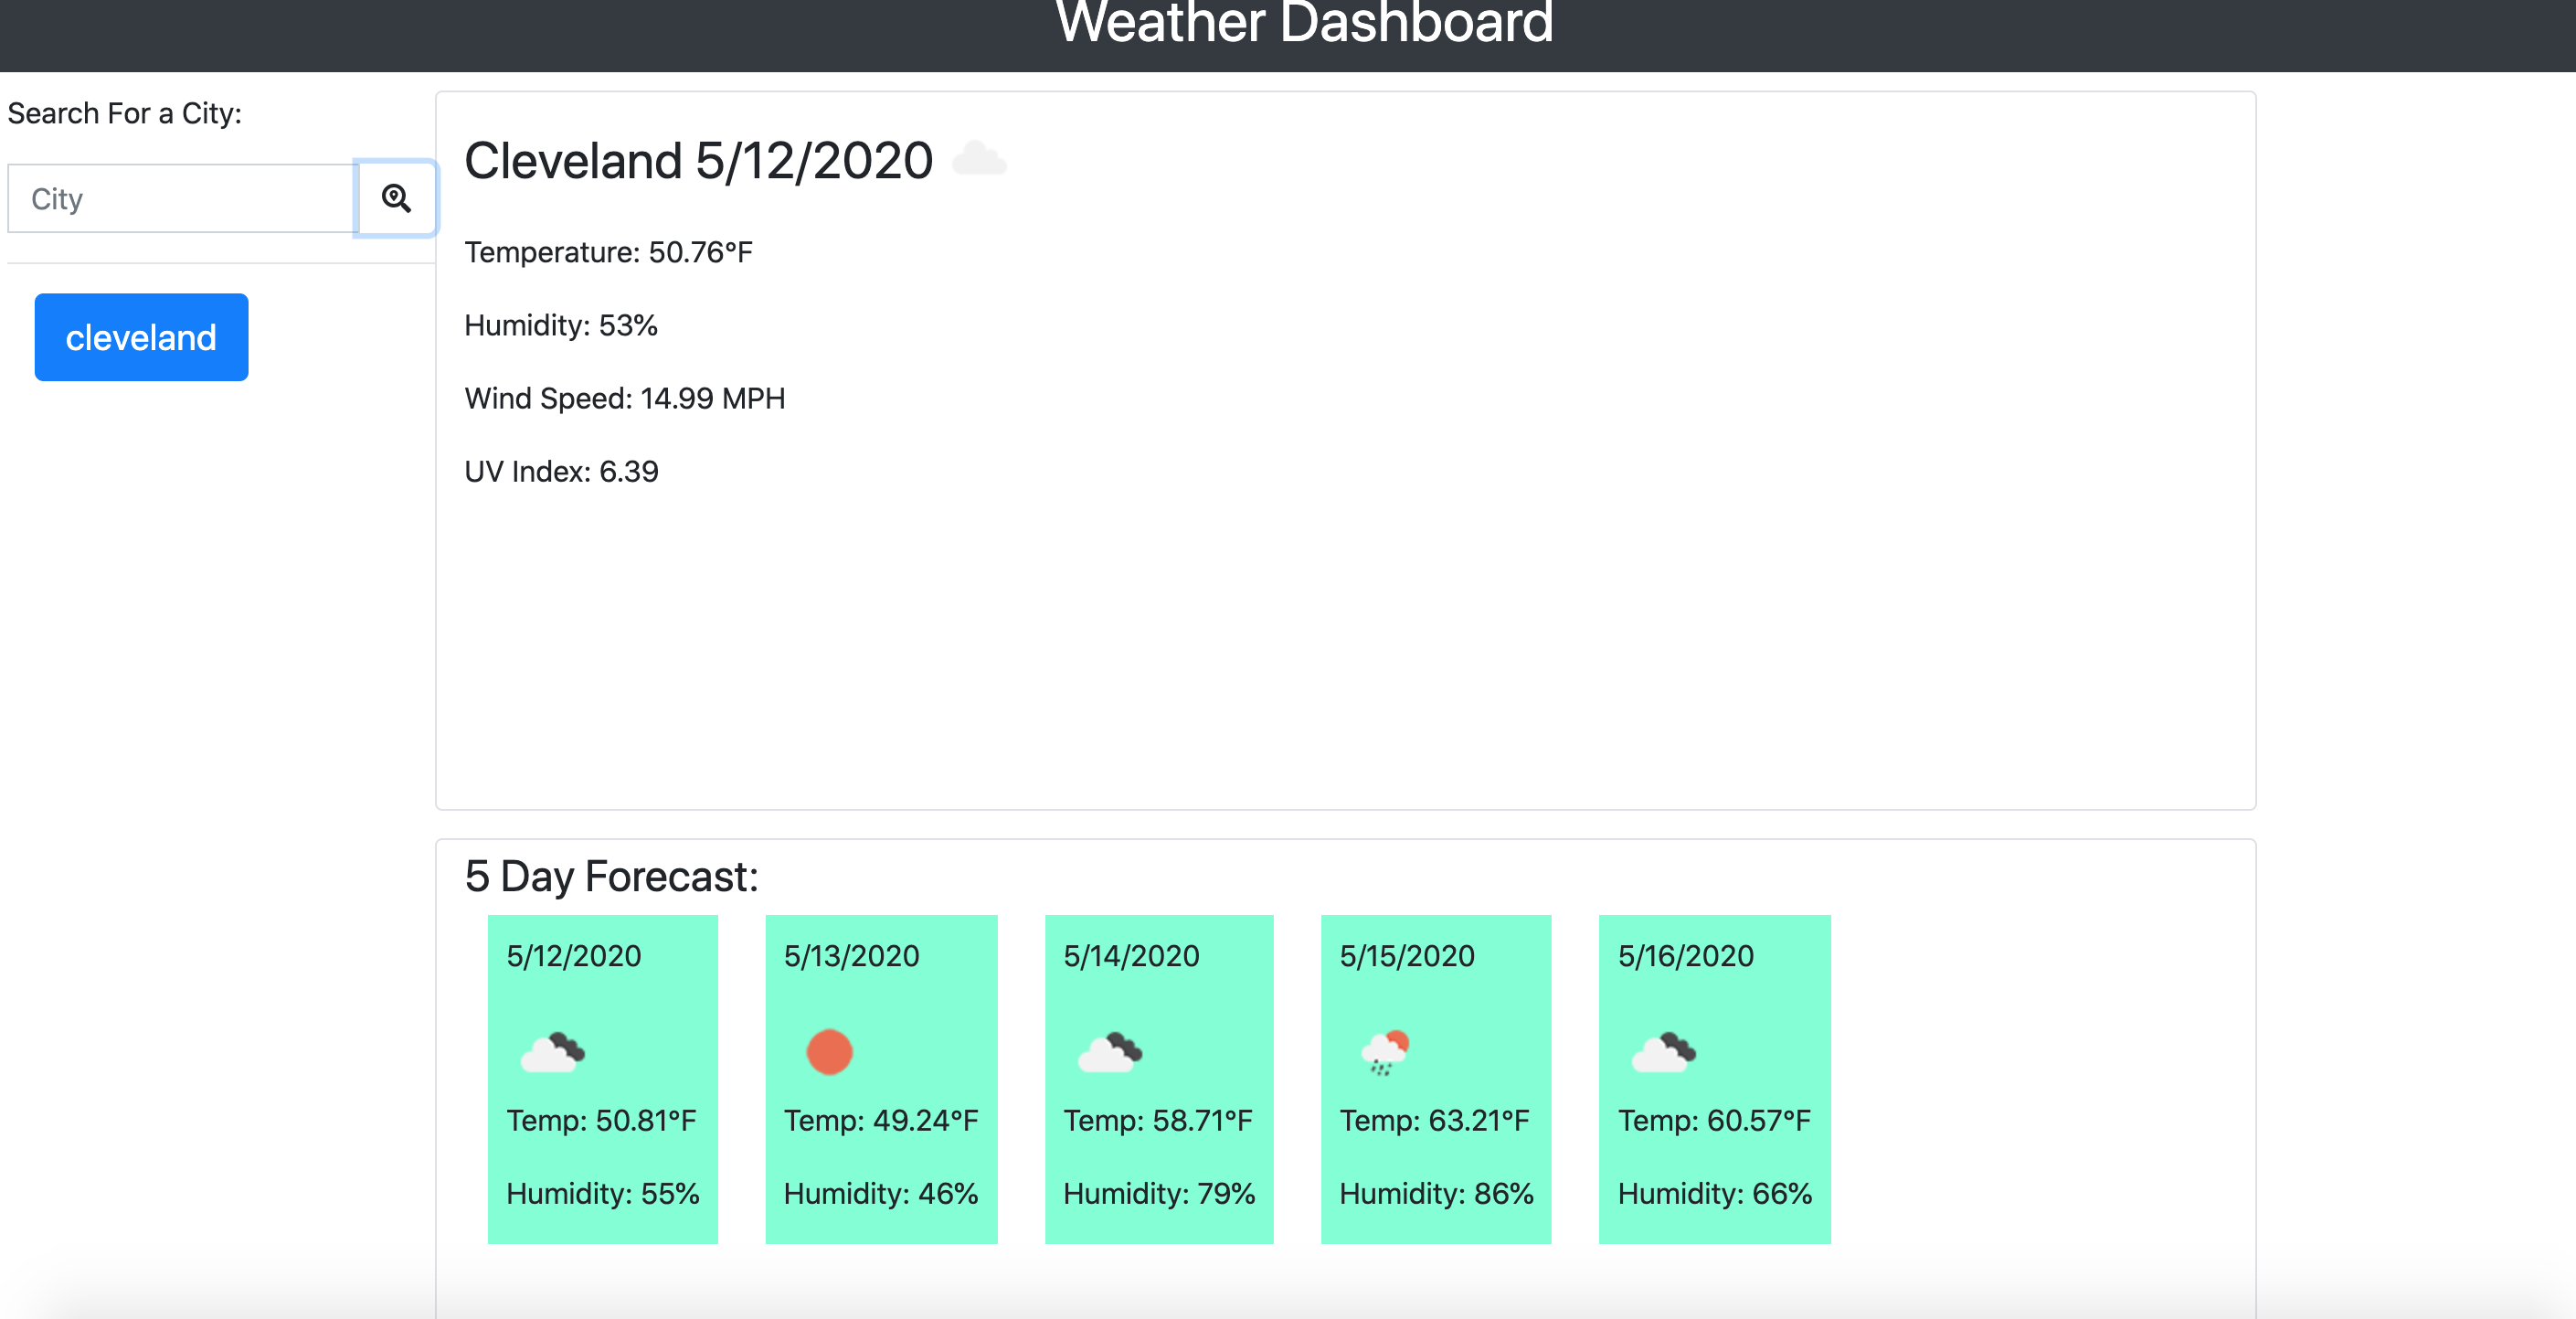 Weather Dashboard
Search For a City:
City
cleveland
Cleveland 5/12/2020
Temperature: 50.76°F
Humidity: 53%
Wind Speed: 14.99 MPH
UV Index: 6.39
5 Day Forecast:
5/12/2020
Temp: 50.81°F
Humidity: 55%
5/13/2020
Temp: 49.24°F
Humidity: 46%
5/14/2020
Temp: 58.71°F
Humidity: 79%
5/15/2020
Temp: 63.21°F
Humidity: 86%
5/16/2020
Temp: 60.57°F
Humidity: 66%